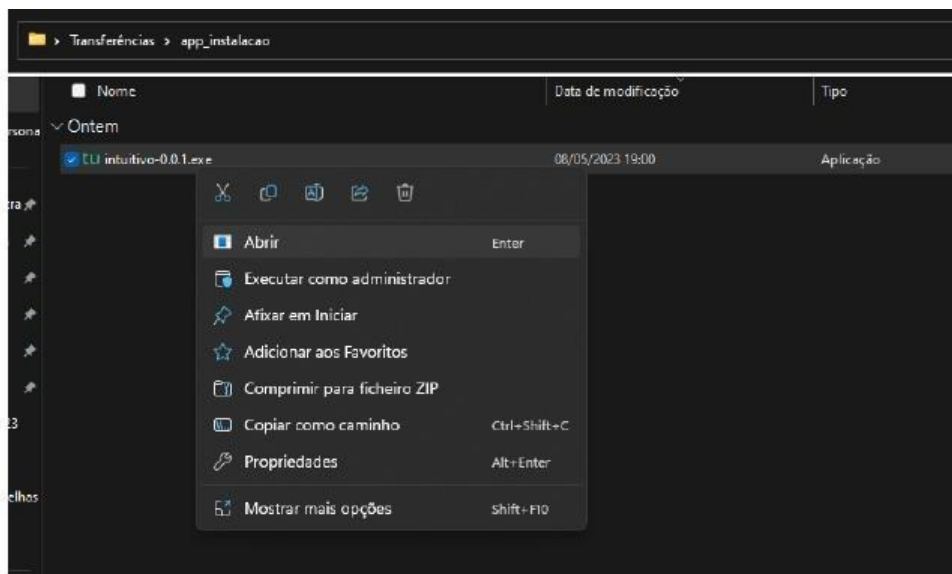 Transferências > app_instalacao
Nome Data de modificação Tipo
Ontem
intuitivo-0.0.1.exe 08/05/2023 19:00 Aplicação
Abrir Enter
Executar como administrador
Afixar em Iniciar
Adicionar aos Favoritos
Comprimir para ficheiro ZIP
Copiar como caminho Ctrl+Shift+C
Propriedades Alt+Enter
Mostrar mais opções Shift+F10